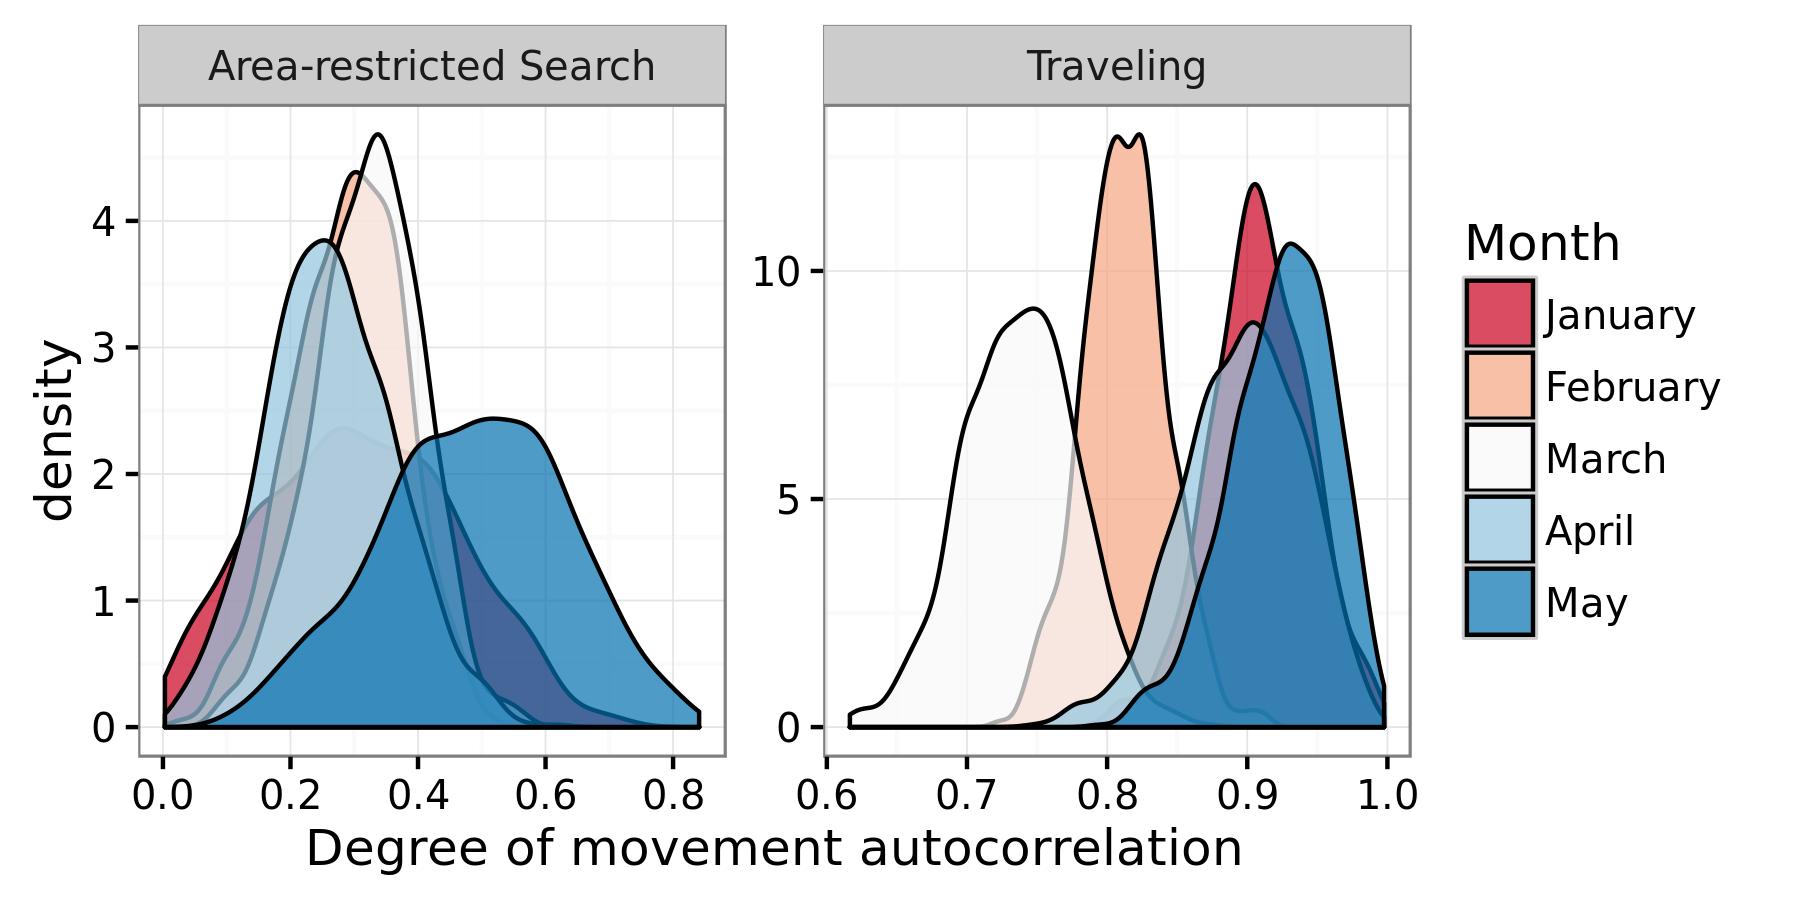 Area-restricted Search
Traveling
density
4
3
2
1
0
10
5
0
0.0 0.2 0.4 0.6 0.8
0.6 0.7 0.8 0.9 1.0
Degree of movement autocorrelation
Month
January
February
March
April
May